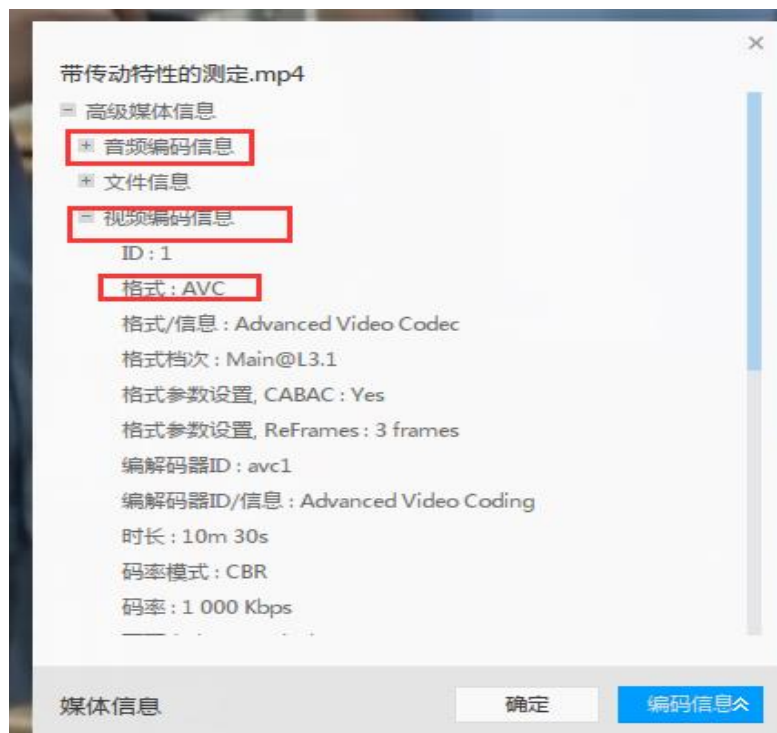 带传动特性的测定.mp4
高级媒体信息
音频编码信息
文件信息
视频编码信息
ID : 1
格式 : AVC
格式/信息 : Advanced Video Codec
格式档次 : Main@L3.1
格式参数设置, CABAC : Yes
格式参数设置, ReFrames : 3 frames
编解码器ID : avc1
编解码器ID/信息 : Advanced Video Coding
时长 : 10m 30s
码率模式 : CBR
码率 : 1 000 Kbps
媒体信息
确定
编码信息